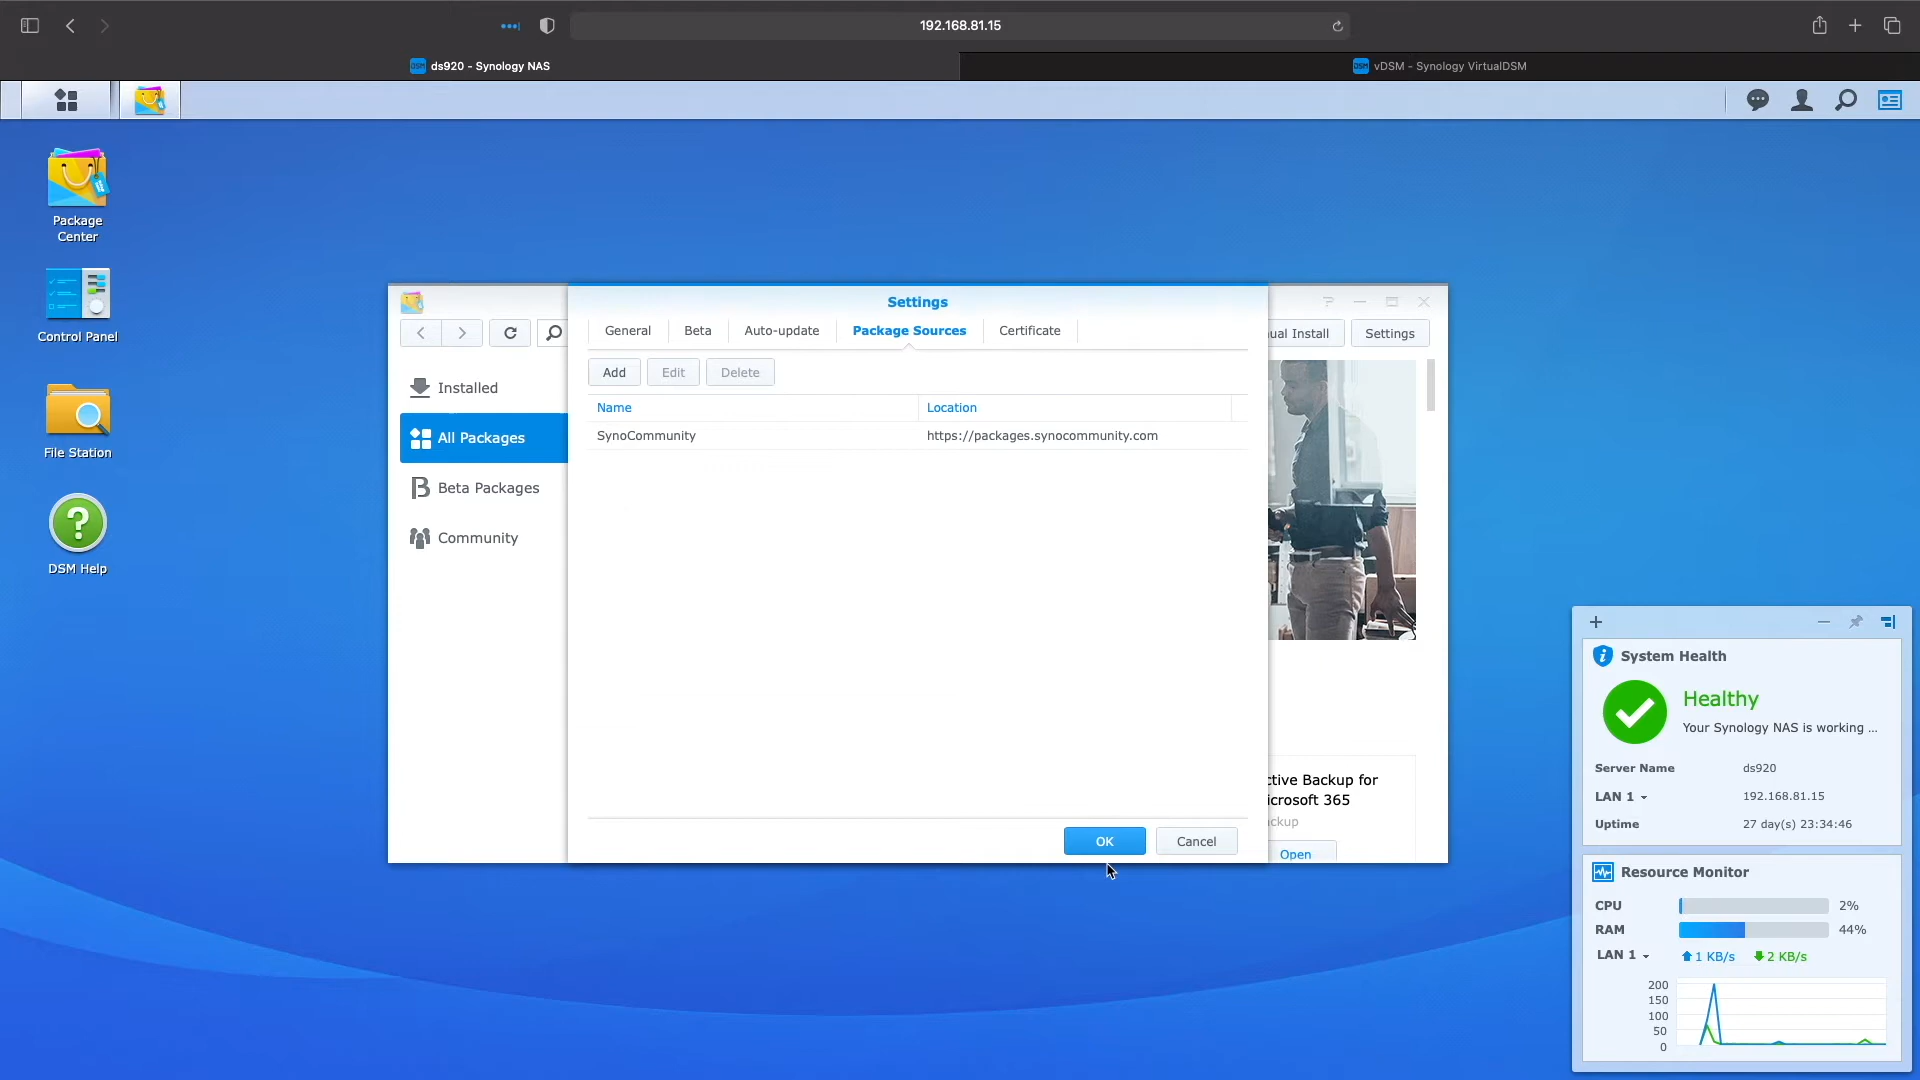 192.168.81.15
ds920 - Synology NAS
vDSM - Synology VirtualDSM
Package
Center
Control Panel
File Station
DSM Help
Settings
General
Beta
Auto-update
Package Sources
Certificate
ual Install
Settings
Add
Edit
Delete
Name
Location
SynoCommunity
https://packages.synocommunity.com
Installed
All Packages
Beta Packages
Community
ctive Backup for
icrosoft 365
ckup
Open
OK
Cancel
System Health
Healthy
Your Synology NAS is working ...
Server Name
ds920
LAN 1
192.168.81.15
Uptime
27 day(s) 23:34:46
Resource Monitor
CPU
2%
RAM
44%
LAN 1
1 KB/s
2 KB/s
200
150
100
50
0